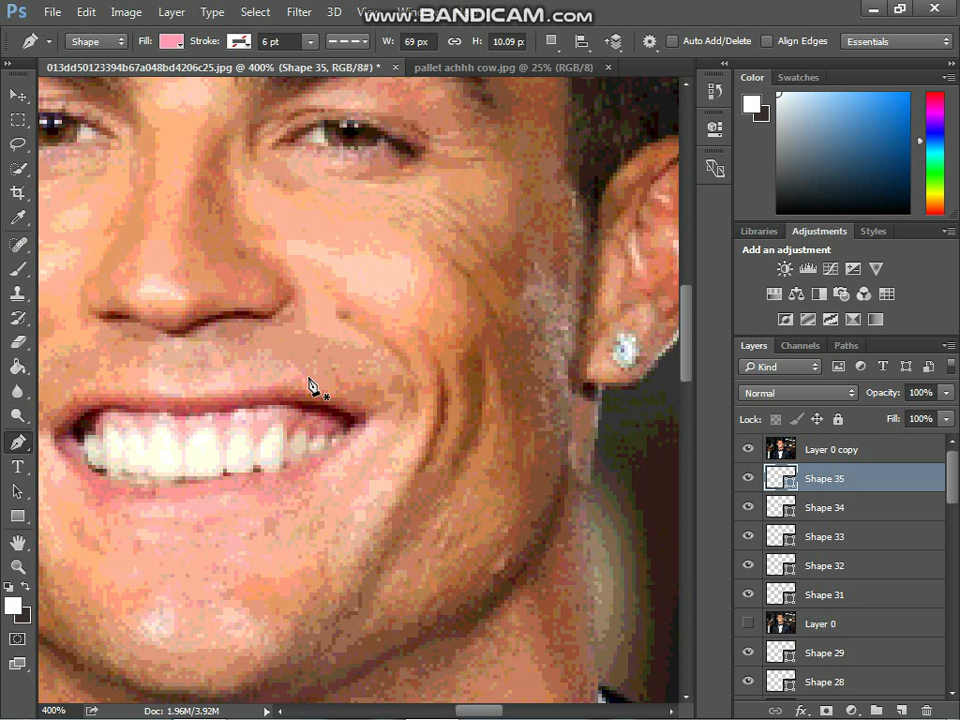 Ps File Edit Image Layer Type Select Filter 3D
www.BANDICAM.com
Shape Fill: Stroke: 6 pt W: 69 px H: 10.09 p: Auto Add/Delete Align Edges Essentials
013dd50123394b67a048bd4206c25.jpg @ 400% (Shape 35, RGB/8#) * × pallet achhh cow.jpg @ 25% (RGB/8) ×
Color Swatches
Libraries Adjustments Styles
Add an adjustment
Layers Channels Paths
Kind
Normal Opacity: 100%
Lock: Fill: 100%
Layer 0 copy
Shape 35
Shape 34
Shape 33
Shape 32
Shape 31
Layer 0
Shape 29
Shape 28
400% Doc: 1.96M/3.92M